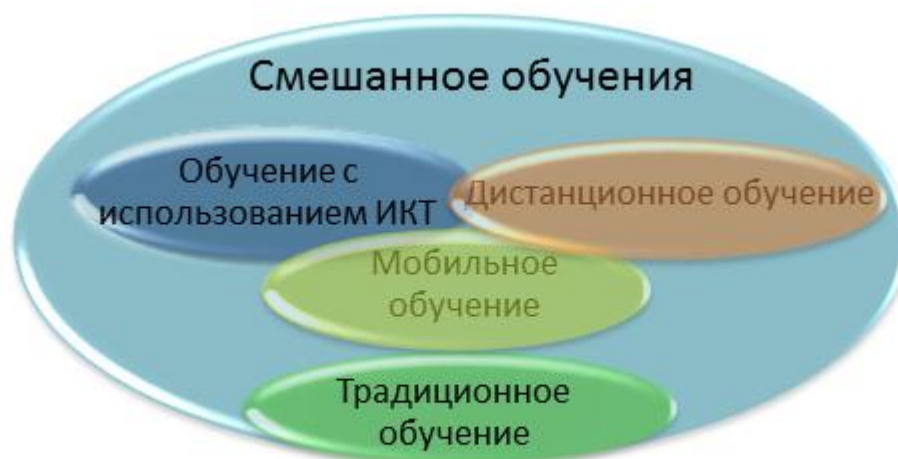 Смешанное обучения
Обучение с
использованием ИКТ
Дистанционное обучение
Мобильное
обучение
Традиционное
обучение